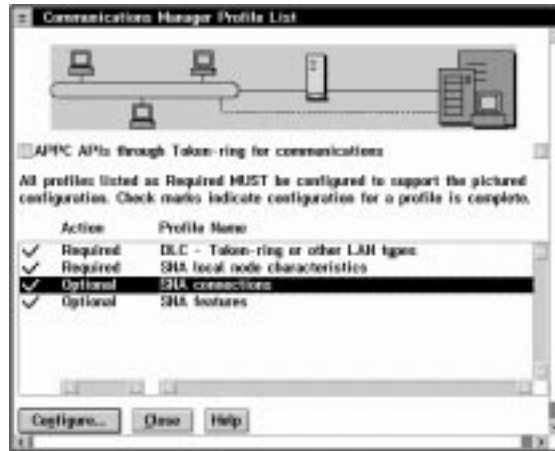 Communications Manager Profile List
APPC APIs through Token-ring for communications
All profiles listed as Required MUST be configured to support the pictured
configuration. Check marks indicate configuration for a profile is complete.
Action Profile Name
Required DLC - Token-ring or other LAN types
Required SNA local node characteristics
Optional SNA connections
Optional SNA features
Configure... Close Help